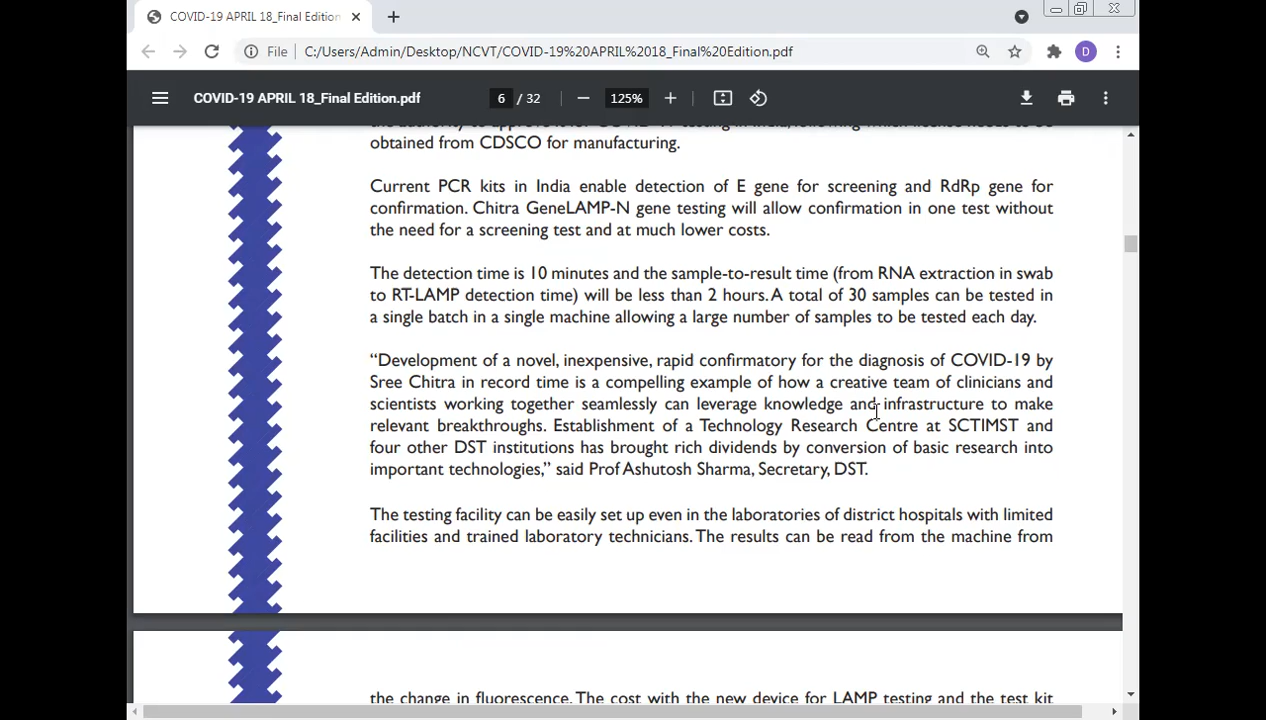 COVID-19 APRIL 18_Final Edition
File
C:/Users/Admin/Desktop/NCVT/COVID-19%20APRIL%2018_Final%20Edition.pdf
D
COVID-19 APRIL 18_Final Edition.pdf
6 / 32
125%
obtained from CDSCO for manufacturing.
Current PCR kits in India enable detection of E gene for screening and RdRp gene for
confirmation. Chitra GeneLAMP-N gene testing will allow confirmation in one test without
the need for a screening test and at much lower costs.
The detection time is 10 minutes and the sample-to-result time (from RNA extraction in swab
to RT-LAMP detection time) will be less than 2 hours. A total of 30 samples can be tested in
a single batch in a single machine allowing a large number of samples to be tested each day.
“Development of a novel, inexpensive, rapid confirmatory for the diagnosis of COVID-19 by
Sree Chitra in record time is a compelling example of how a creative team of clinicians and
scientists working together seamlessly can leverage knowledge and infrastructure to make
relevant breakthroughs. Establishment of a Technology Research Centre at SCTIMST and
four other DST institutions has brought rich dividends by conversion of basic research into
important technologies,” said Prof Ashutosh Sharma, Secretary, DST.
The testing facility can be easily set up even in the laboratories of district hospitals with limited
facilities and trained laboratory technicians. The results can be read from the machine from
the change in fluorescence. The cost with the new device for LAMP testing and the test kit